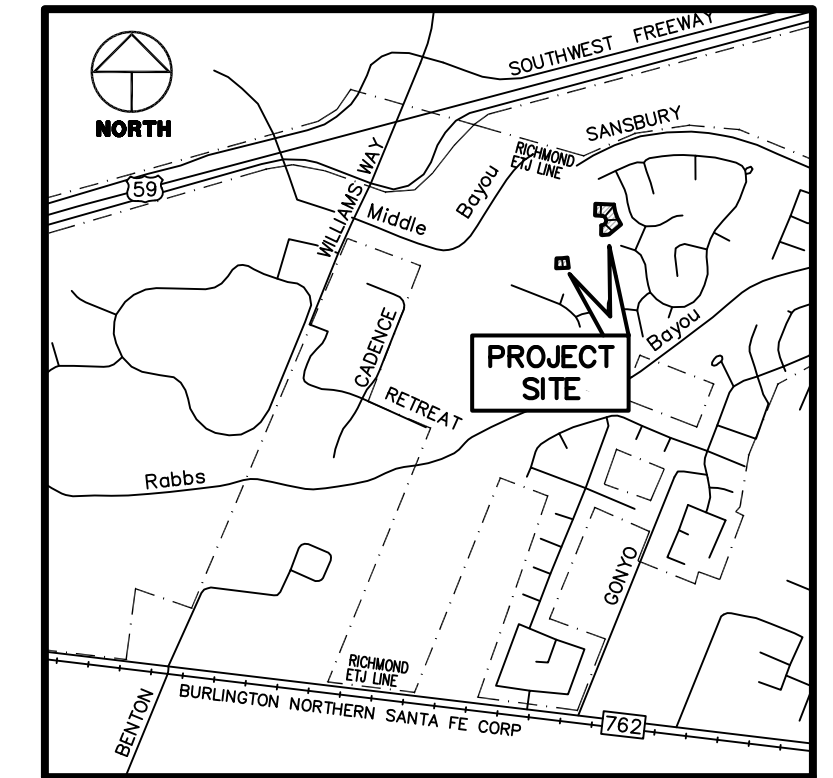 SOUTHWEST FREEWAY
NORTH
SANSBURY
RICHMOND
ETJ LINE
59
WILLIAMS WAY
Middle
Bayou
CADENCE
RETREAT
Bayou
PROJECT
SITE
Rabbs
GONYO
RICHMOND
ETJ LINE
BENTON
BURLINGTON NORTHERN SANTA FE CORP
762